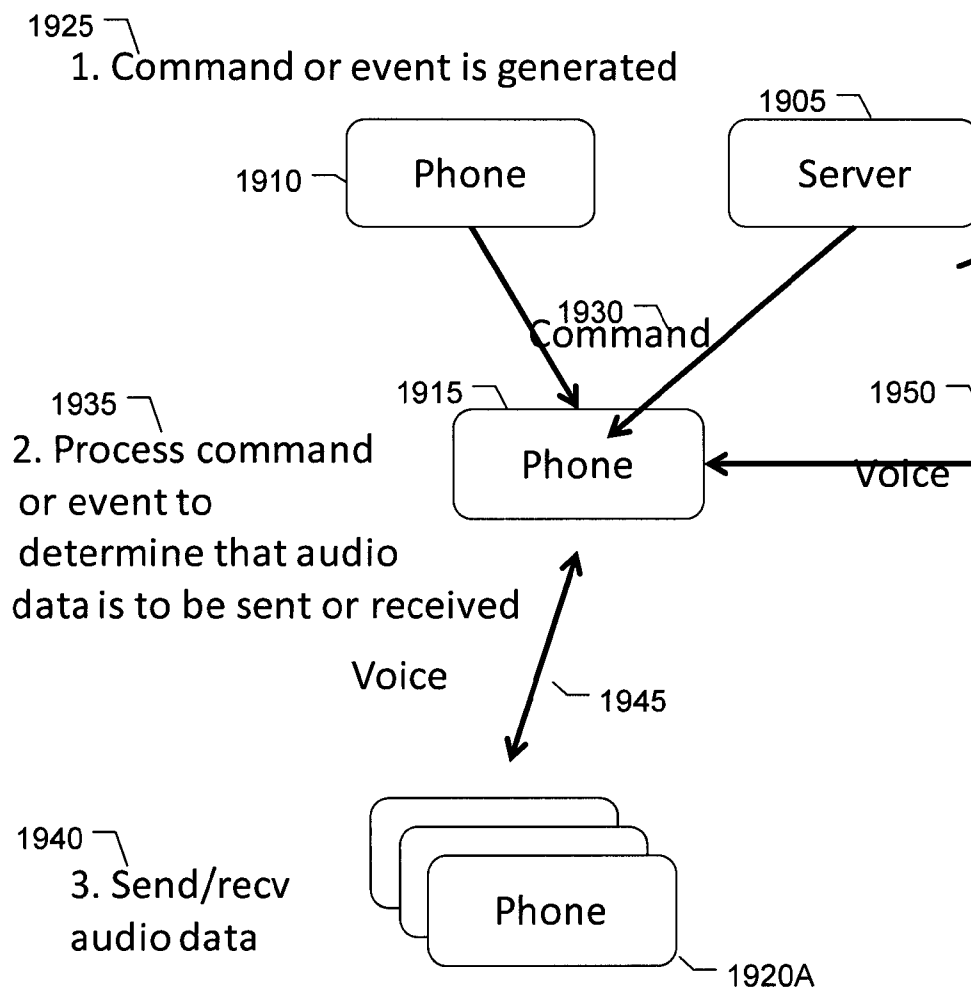 1925
1. Command or event is generated
1905
1910
Phone
Server
1930
Command
1915
1950
1935
2. Process command
or event to
determine that audio
data is to be sent or received
Phone
Voice
Voice
1945
1940
3. Send/recv
audio data
Phone
1920A